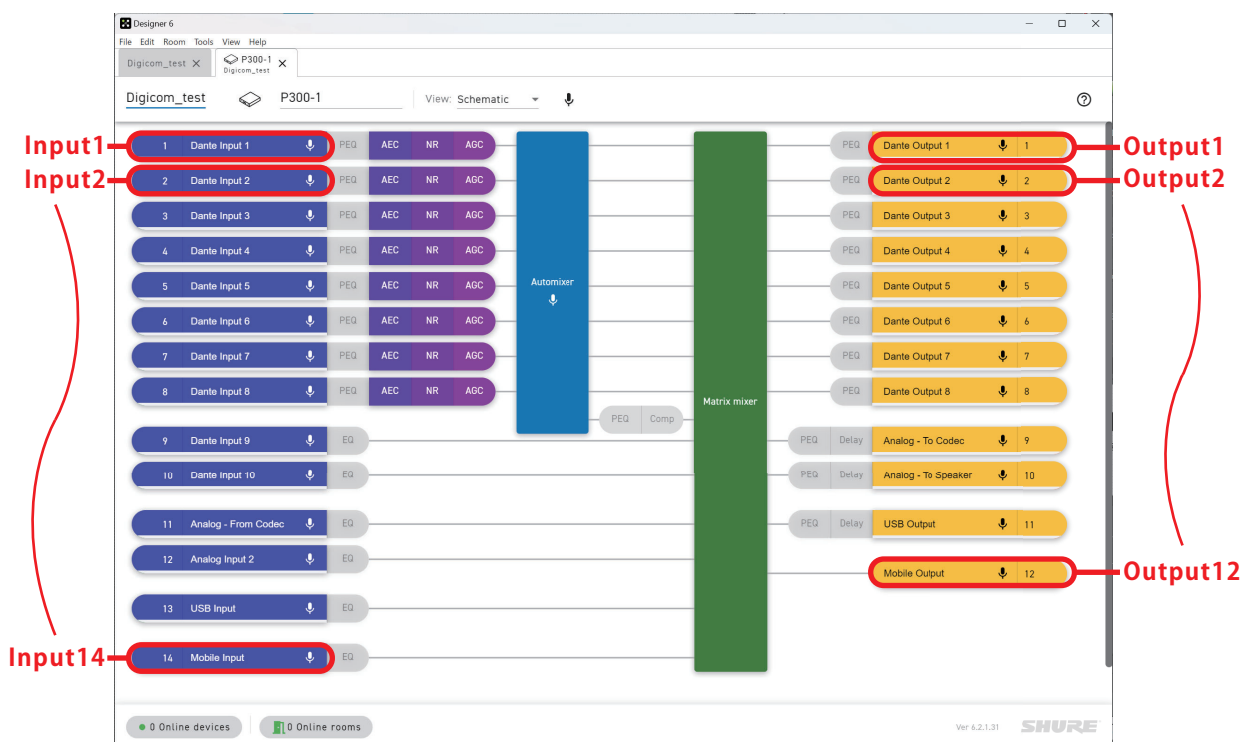 Designer 6
File Edit Room Tools View Help
Digicom_test
P300-1
Digicom_test
Digicom_test P300-1 View: Schematic
Input1 1 Dante Input 1 PEQ AEC NR AGC PEQ Dante Output 1 1 Output1
Input2 2 Dante Input 2 PEQ AEC NR AGC PEQ Dante Output 2 2 Output2
3 Dante Input 3 PEQ AEC NR AGC PEQ Dante Output 3 3
4 Dante Input 4 PEQ AEC NR AGC PEQ Dante Output 4 4
5 Dante Input 5 PEQ AEC NR AGC Automixer PEQ Dante Output 5 5
6 Dante Input 6 PEQ AEC NR AGC PEQ Dante Output 6 6
7 Dante Input 7 PEQ AEC NR AGC PEQ Dante Output 7 7
8 Dante Input 8 PEQ AEC NR AGC PEQ Dante Output 8 8
Matrix mixer
PEQ Comp
9 Dante Input 9 EQ PEQ Delay Analog - To Codec 9
10 Dante Input 10 EQ PEQ Delay Analog - To Speaker 10
11 Analog - From Codec EQ PEQ Delay USB Output 11
12 Analog Input 2 EQ
Mobile Output 12 Output12
13 USB Input EQ
Input14 14 Mobile Input EQ
0 Online devices 0 Online rooms Ver 6.2.1.31 SHURE